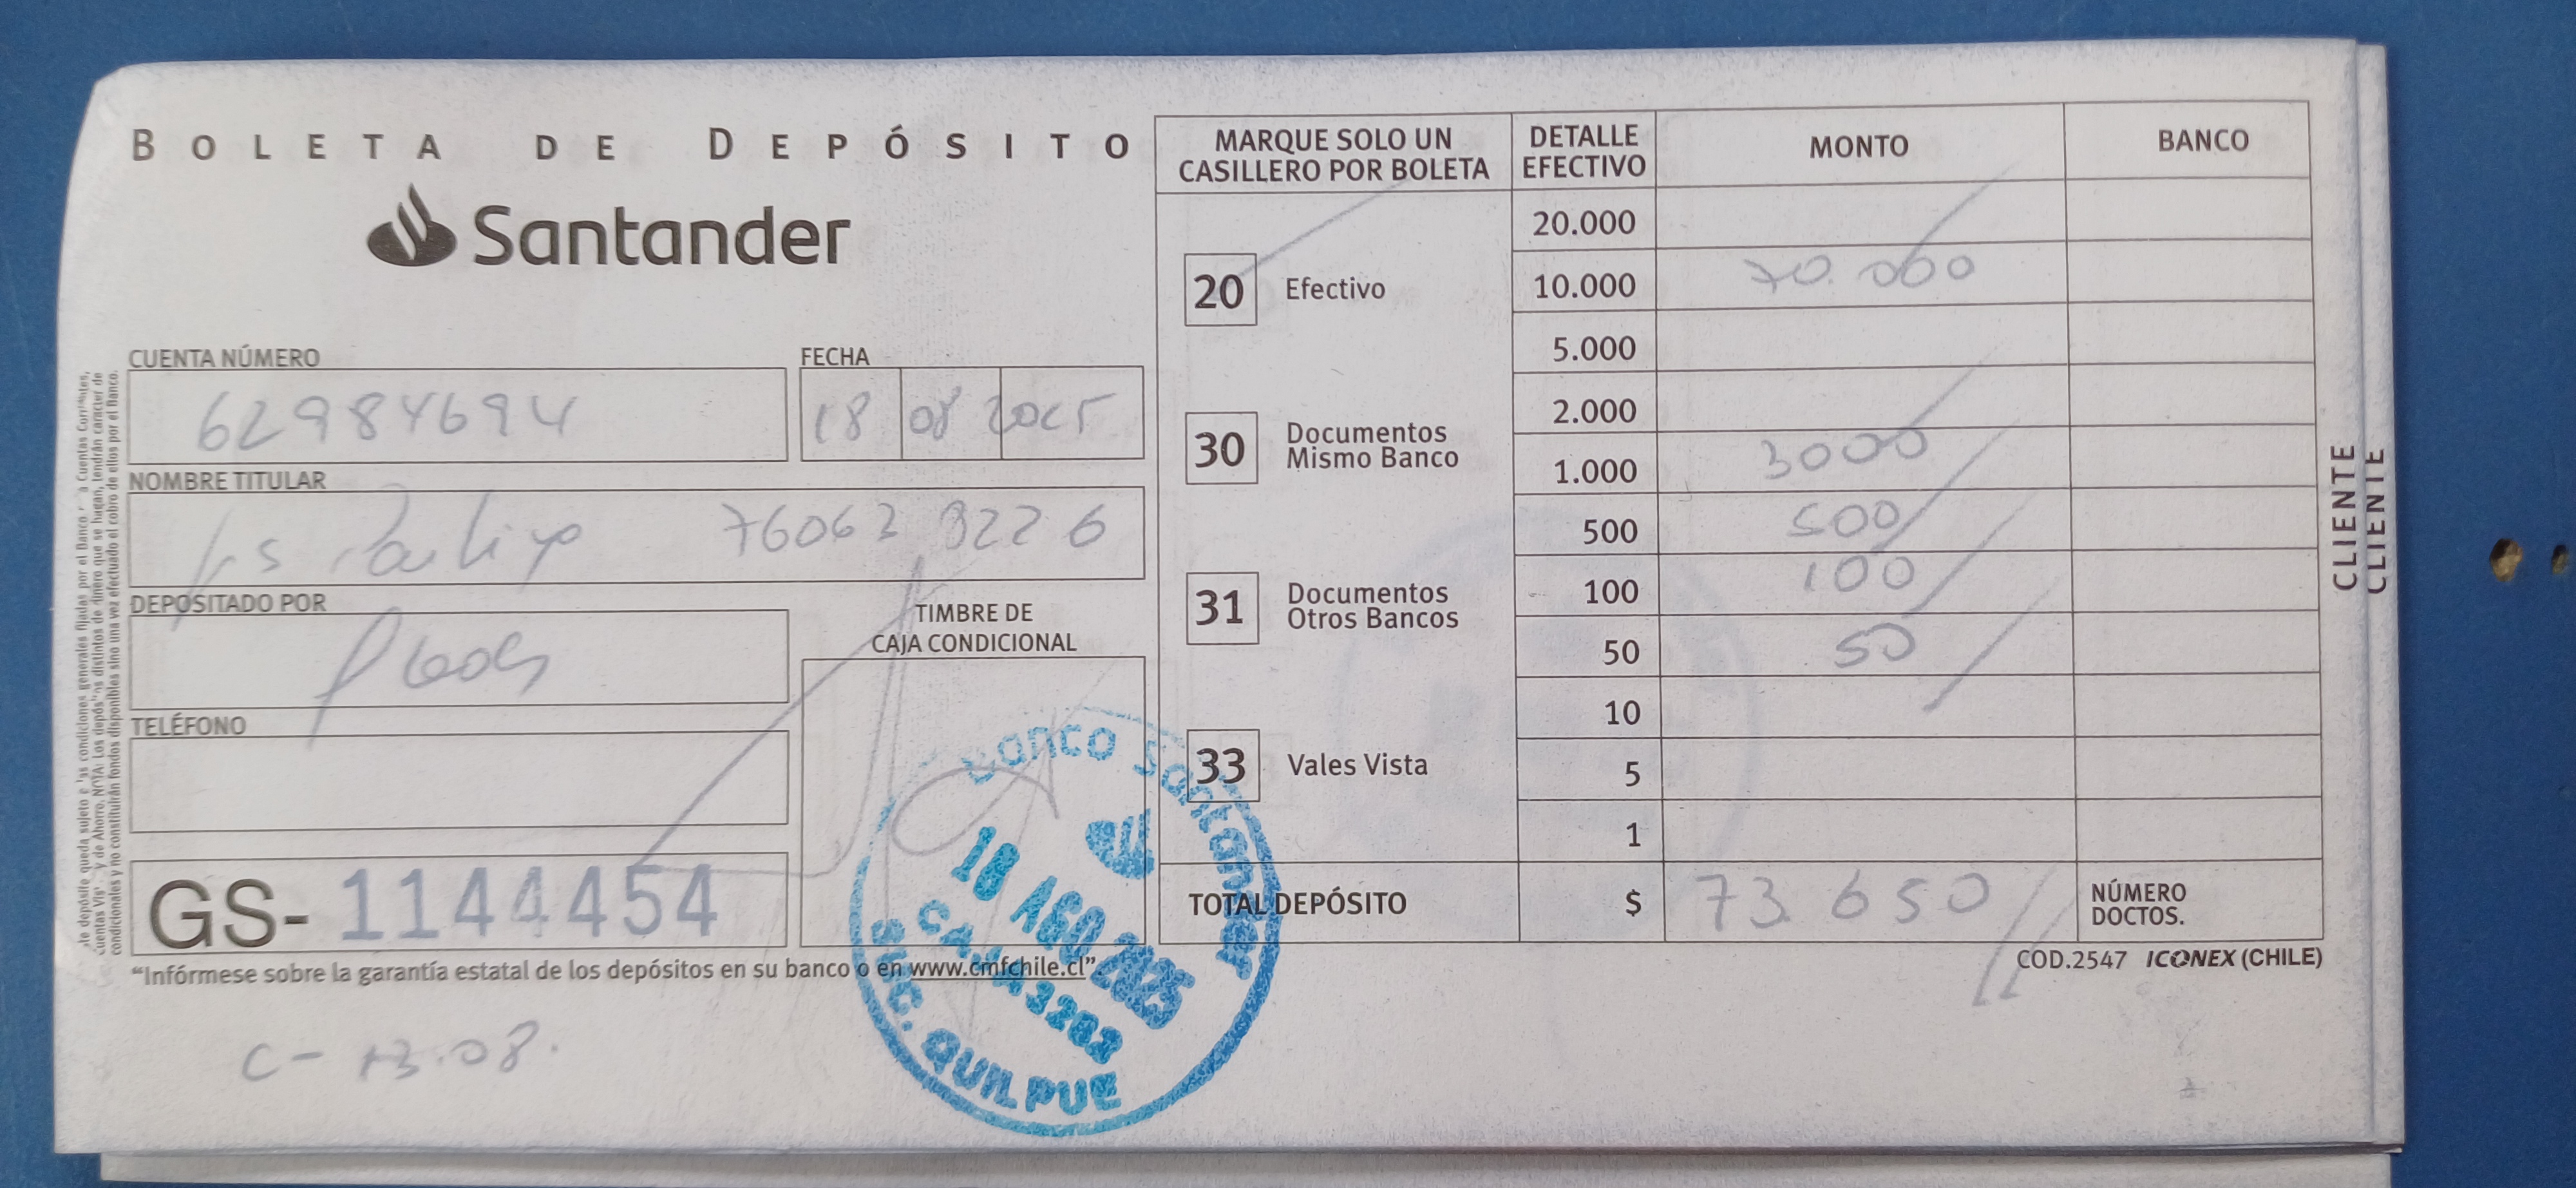 BOLETA DE DEPÓSITO
Santander
CUENTA NÚMERO
62984694
FECHA
18 08 2025
NOMBRE TITULAR
76063 322 6
DEPOSITADO POR
TELÉFONO
TIMBRE DE
CAJA CONDICIONAL
GS- 1144454
"Infórmese sobre la garantía estatal de los depósitos en su banco o en www.cmfchile.cl".
C- 13.08.
Banco Santander
18 AGO 2025
CAJA 3202
SUC. QUILPUE
MARQUE SOLO UN
CASILLERO POR BOLETA
20 Efectivo
30 Documentos
Mismo Banco
31 Documentos
Otros Bancos
33 Vales Vista
DETALLE
EFECTIVO MONTO BANCO
20.000
10.000 70.000
5.000
2.000
1.000 3000
500 500
100 100
50 50
10
5
1
TOTAL DEPÓSITO $ 73.650 NÚMERO
DOCTOS.
COD.2547 ICONEX (CHILE)
CLIENTE
CLIENTE